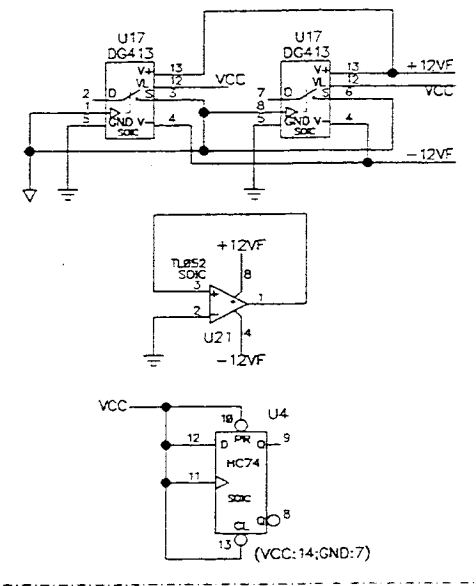 U17
DG413
V+ 13
VL 12 VCC
2 D S 3
1
5 GND V- 4
SOIC
U17
DG413
V+ 13 +12VF
VL 12 VCC
7 D S 6
8
5 GND V- 4
SOIC
-12VF
+12VF
TL052
SOIC
8
3 +
1
2 -
U21
4
-12VF
VCC
10 U4
PR
12 D Q 9
MC74
11
SOIC
Q 8
CL
13
(VCC:14;GND:7)